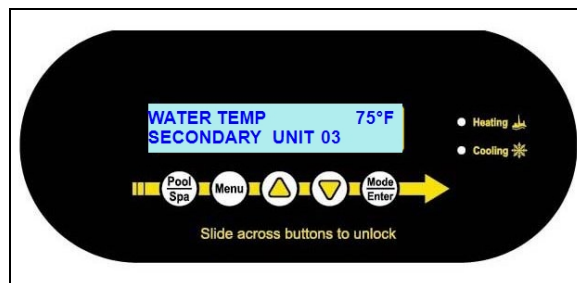 WATER TEMP 75°F
SECONDARY UNIT 03
Heating
Cooling
Pool
Spa
Menu
Mode
Enter
Slide across buttons to unlock